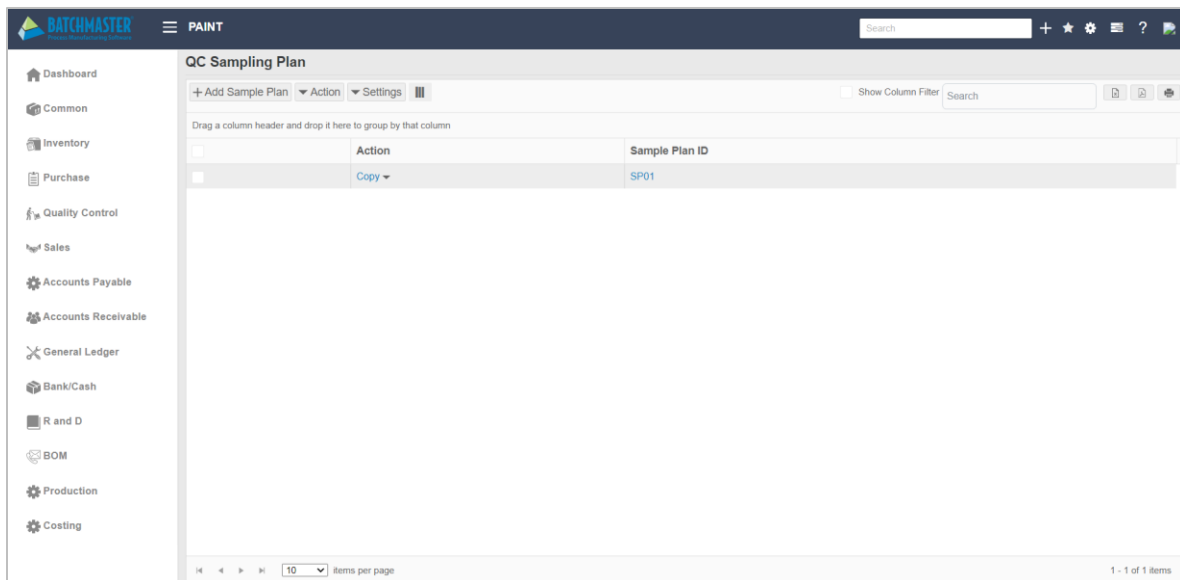 BATCHMASTER
Process Manufacturing Software
PAINT
Search
?
QC Sampling Plan
Dashboard
Common
Inventory
Purchase
Quality Control
Sales
Accounts Payable
Accounts Receivable
General Ledger
Bank/Cash
R and D
BOM
Production
Costing
+ Add Sample Plan Action Settings
Show Column Filter Search
Drag a column header and drop it here to group by that column
Action Sample Plan ID
Copy SP01
10 items per page 1 - 1 of 1 items